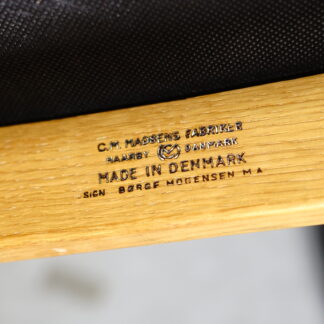 C.M. MADSENS FABRIKER
HAARBY DANMARK
MADE IN DENMARK
SIGN BØRGE MOGENSEN M A